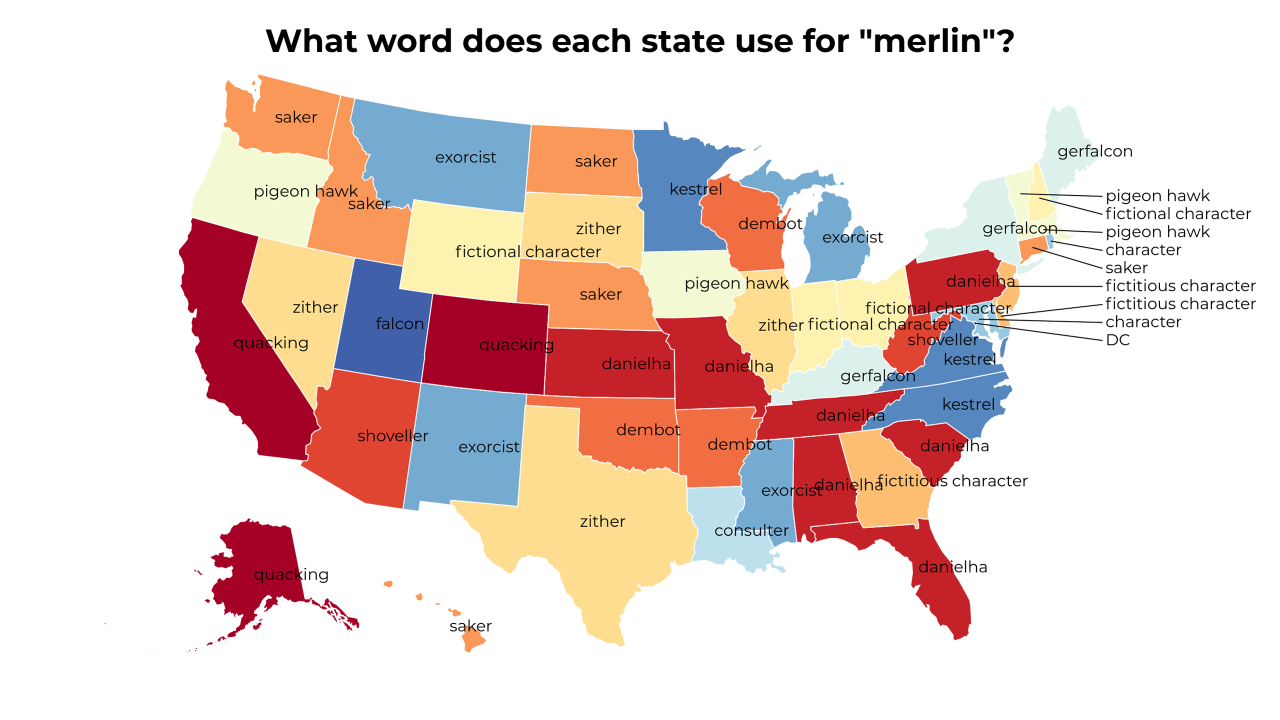 What word does each state use for "merlin"?
saker
gerfalcon
exorcist
saker
kestrel
pigeon hawk
saker
pigeon hawk
fictional character
dembot
zither
gerfalcon
pigeon hawk
exorcist
character
fictional character
saker
danielha
pigeon hawk
fictitious character
saker
fictitious character
zither
fictional character
falcon
zither
fictional character
character
quacking
quacking
shoveller
DC
kestrel
danielha
danielha
gerfalcon
kestrel
danielha
shoveller
dembot
exorcist
dembot
danielha
exorcist
danielha
fictitious character
zither
consulter
quacking
danielha
saker